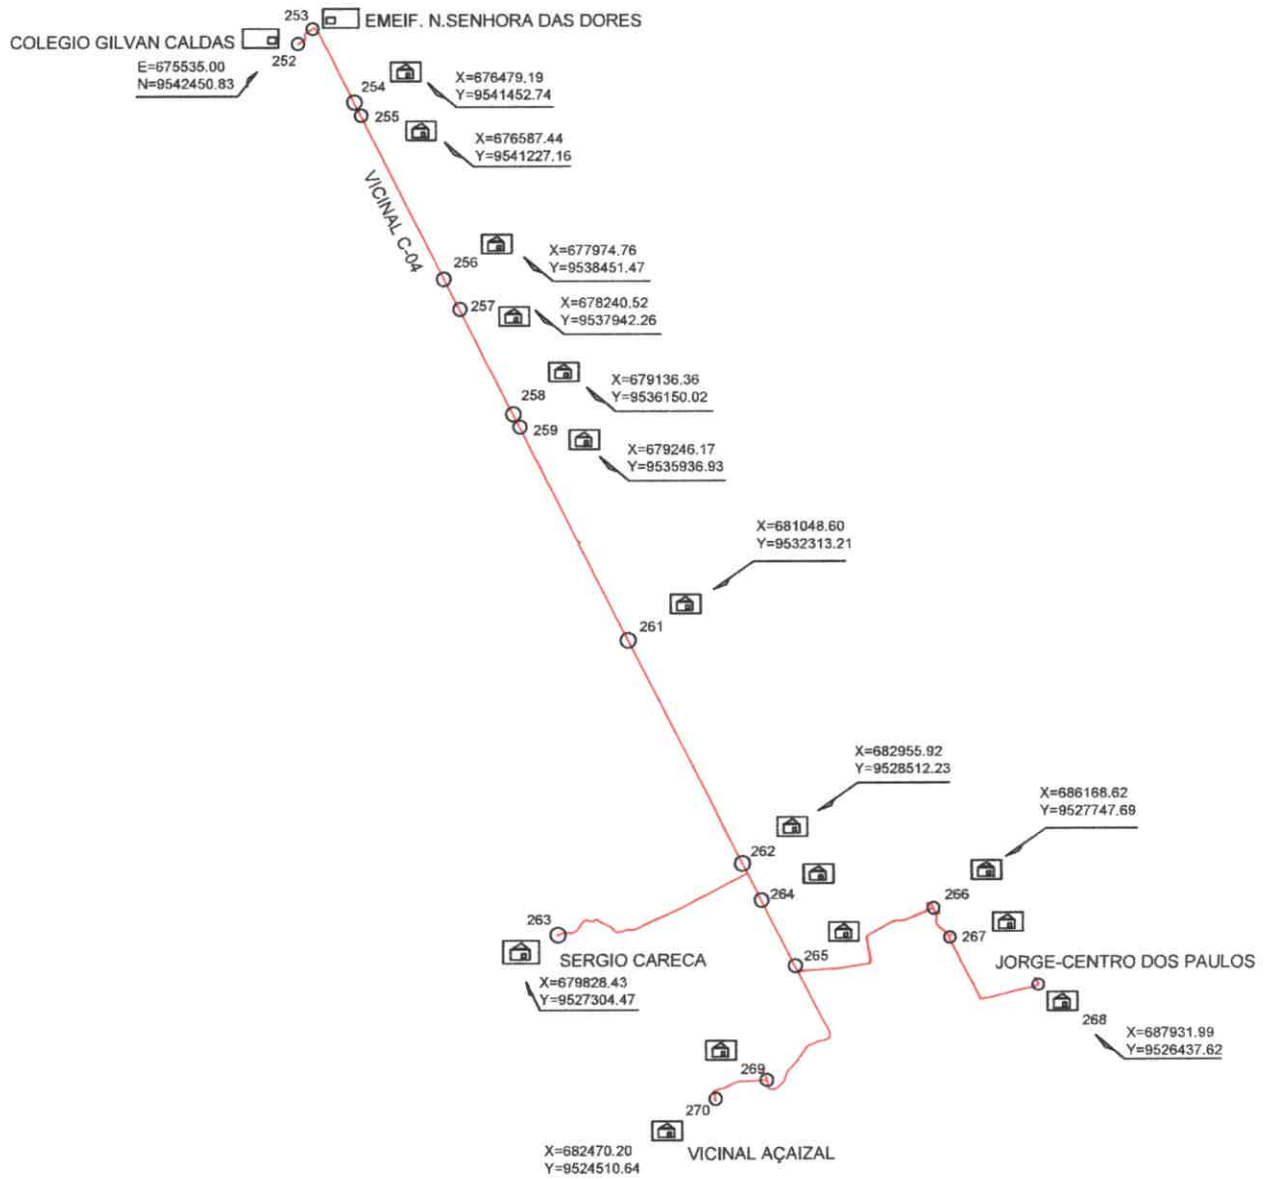 253
EMEIF. N.SENHORA DAS DORES
COLEGIO GILVAN CALDAS
252
E=675535.00
N=9542450.83
254
X=676479.19
Y=9541452.74
255
X=676587.44
Y=9541227.16
VICINAL C-04
256
X=677974.76
Y=9538451.47
257
X=678240.52
Y=9537942.26
258
X=679136.36
Y=9536150.02
259
X=679246.17
Y=9535936.93
X=681048.60
Y=9532313.21
261
X=682955.92
Y=9528512.23
X=686168.62
Y=9527747.69
262
264
266
263
267
SERGIO CARECA
265
JORGE-CENTRO DOS PAULOS
X=679828.43
Y=9527304.47
268
X=687931.99
Y=9526437.62
269
270
X=682470.20
Y=9524510.64
VICINAL AÇAIZAL